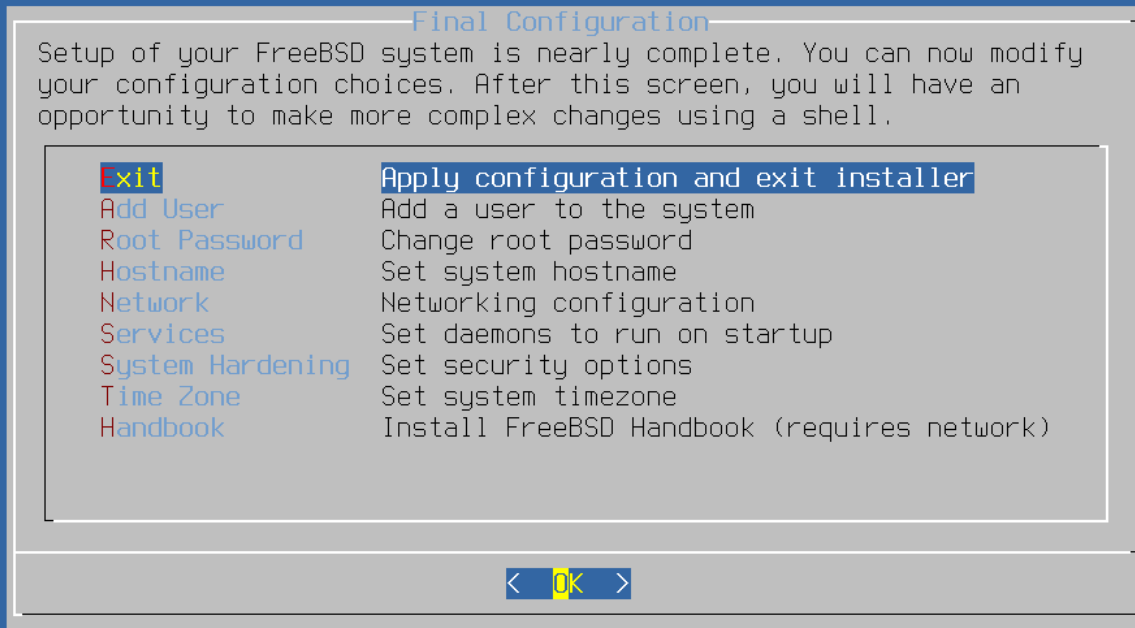 Final Configuration
Setup of your FreeBSD system is nearly complete. You can now modify
your configuration choices. After this screen, you will have an
opportunity to make more complex changes using a shell.
Exit Apply configuration and exit installer
Add User Add a user to the system
Root Password Change root password
Hostname Set system hostname
Network Networking configuration
Services Set daemons to run on startup
System Hardening Set security options
Time Zone Set system timezone
Handbook Install FreeBSD Handbook (requires network)
< OK >